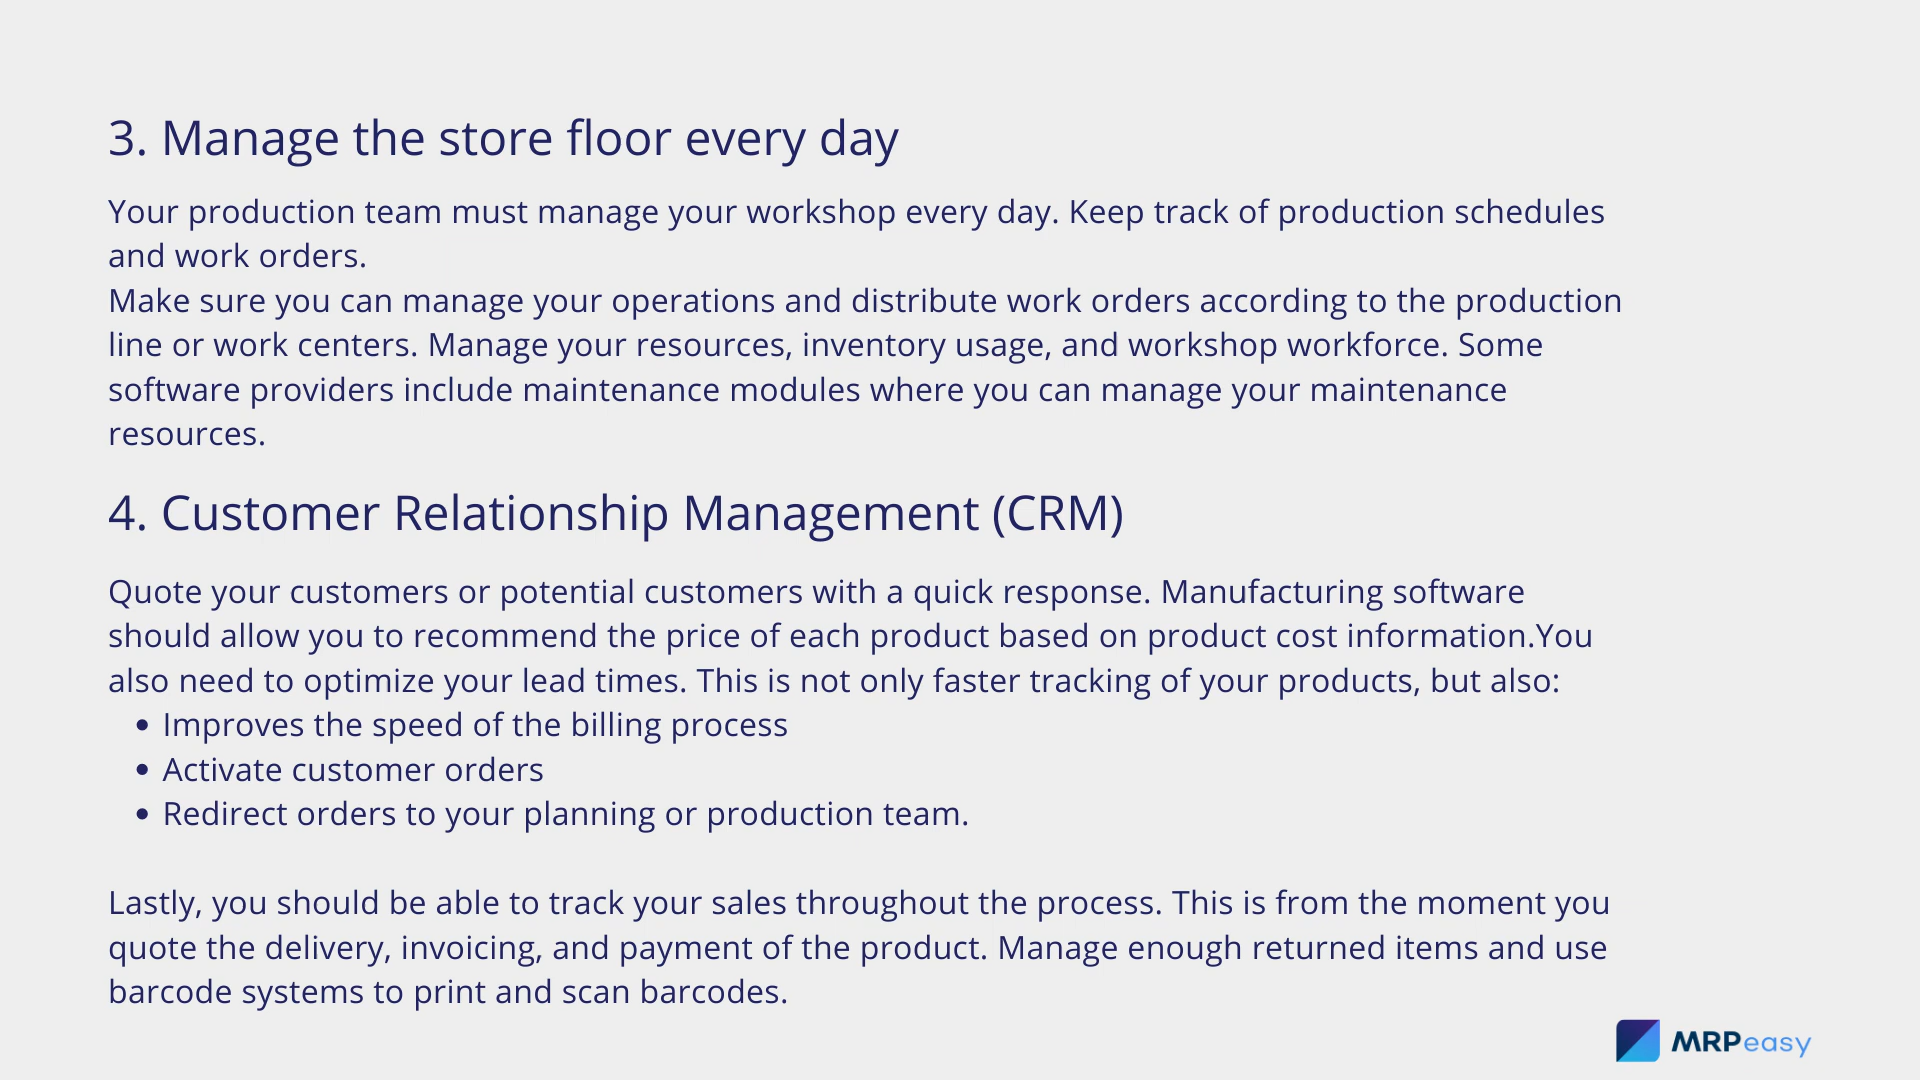 3. Manage the store floor every day
Your production team must manage your workshop every day. Keep track of production schedules
and work orders.
Make sure you can manage your operations and distribute work orders according to the production
line or work centers. Manage your resources, inventory usage, and workshop workforce. Some
software providers include maintenance modules where you can manage your maintenance
resources.
4. Customer Relationship Management (CRM)
Quote your customers or potential customers with a quick response. Manufacturing software
should allow you to recommend the price of each product based on product cost information.You
also need to optimize your lead times. This is not only faster tracking of your products, but also:
• Improves the speed of the billing process
• Activate customer orders
• Redirect orders to your planning or production team.
Lastly, you should be able to track your sales throughout the process. This is from the moment you
quote the delivery, invoicing, and payment of the product. Manage enough returned items and use
barcode systems to print and scan barcodes.
MRPeasy